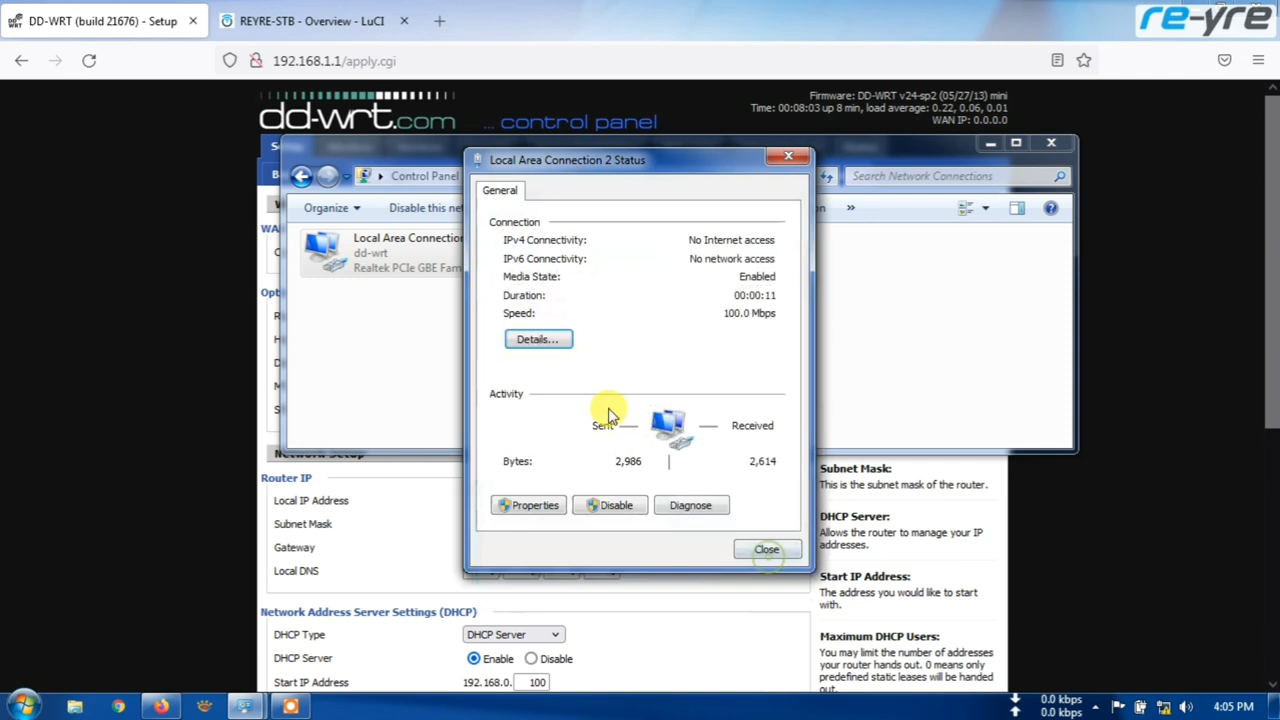 DD-WRT (build 21676) - Setup
REYRE-STB - Overview - LuCI
re-yre
192.168.1.1/apply.cgi
dd-wrt.com
... control panel
Firmware: DD-WRT v24-sp2 (05/27/13) mini
Time: 00:08:03 up 8 min, load average: 0.22, 0.06, 0.01
WAN IP: 0.0.0.0
Local Area Connection 2 Status
Control Panel
Search Network Connections
General
Organize
Disable this net
Connection
Local Area Connection
dd-wrt
Realtek PCIe GBE Fam
IPv4 Connectivity: No Internet access
IPv6 Connectivity: No network access
Media State: Enabled
Duration: 00:00:11
Speed: 100.0 Mbps
Details...
Activity
Sent
Received
Bytes: 2,986 2,614
Properties
Disable
Diagnose
Close
Network Setup
Router IP
Local IP Address
Subnet Mask
Gateway
Local DNS
Network Address Server Settings (DHCP)
DHCP Type DHCP Server
DHCP Server Enable Disable
Start IP Address 192.168.0. 100
Subnet Mask:
This is the subnet mask of the router.
DHCP Server:
Allows the router to manage your IP
addresses.
Start IP Address:
The address you would like to start
with.
Maximum DHCP Users:
You may limit the number of addresses
your router hands out. 0 means only
predefined static leases will be handed
out.
0.0 kbps
0.0 kbps
4:05 PM